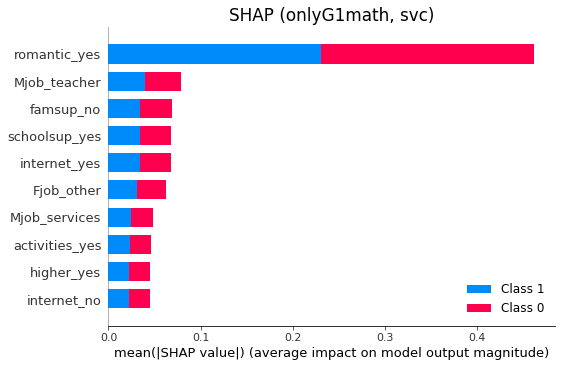 SHAP (onlyG1math, svc)
romantic_yes
Mjob_teacher
famsup_no
schoolsup_yes
internet_yes
Fjob_other
Mjob_services
activities_yes
higher_yes
internet_no
Class 1
Class 0
0.0 0.1 0.2 0.3 0.4
mean(|SHAP value|) (average impact on model output magnitude)